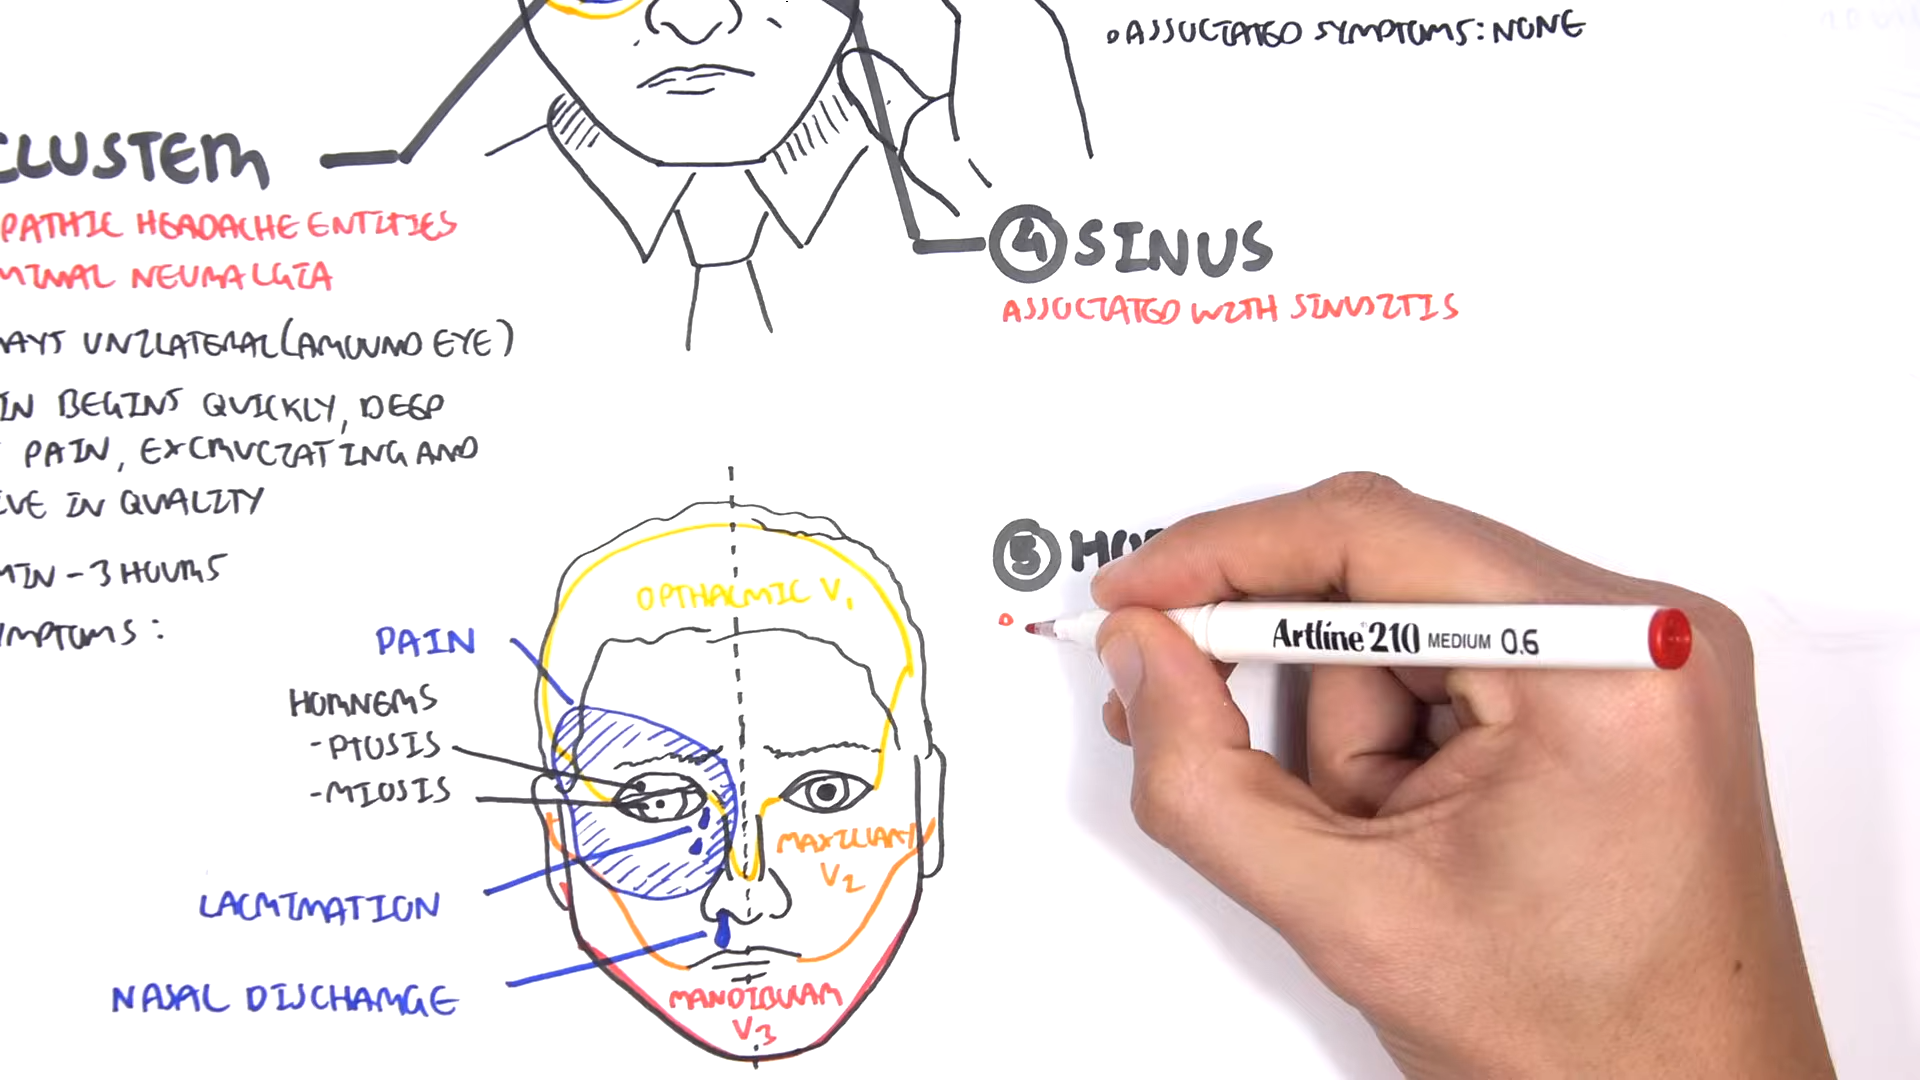 ASSOCIATED SYMPTOMS: NONE
CLUSTER
PATHIC HEADACHE ENTITIES
MINAL NEURALGIA
AYS UNILATERAL (AROUND EYE)
IN BEGINS QUICKLY, DEEP
PAIN, EXCRUCIATING AND
IVE IN QUALITY
MIN - 3 HOURS
YMPTOMS:
4 SINUS
ASSOCIATED WITH SINUSITIS
5 HO
OPTHALMIC V1
PAIN
HORNERS
- PTOSIS
- MIOSIS
MAXILLARY
V2
LACRIMATION
NASAL DISCHARGE
MANDIBULAR
V3
Artline 210 MEDIUM 0.6